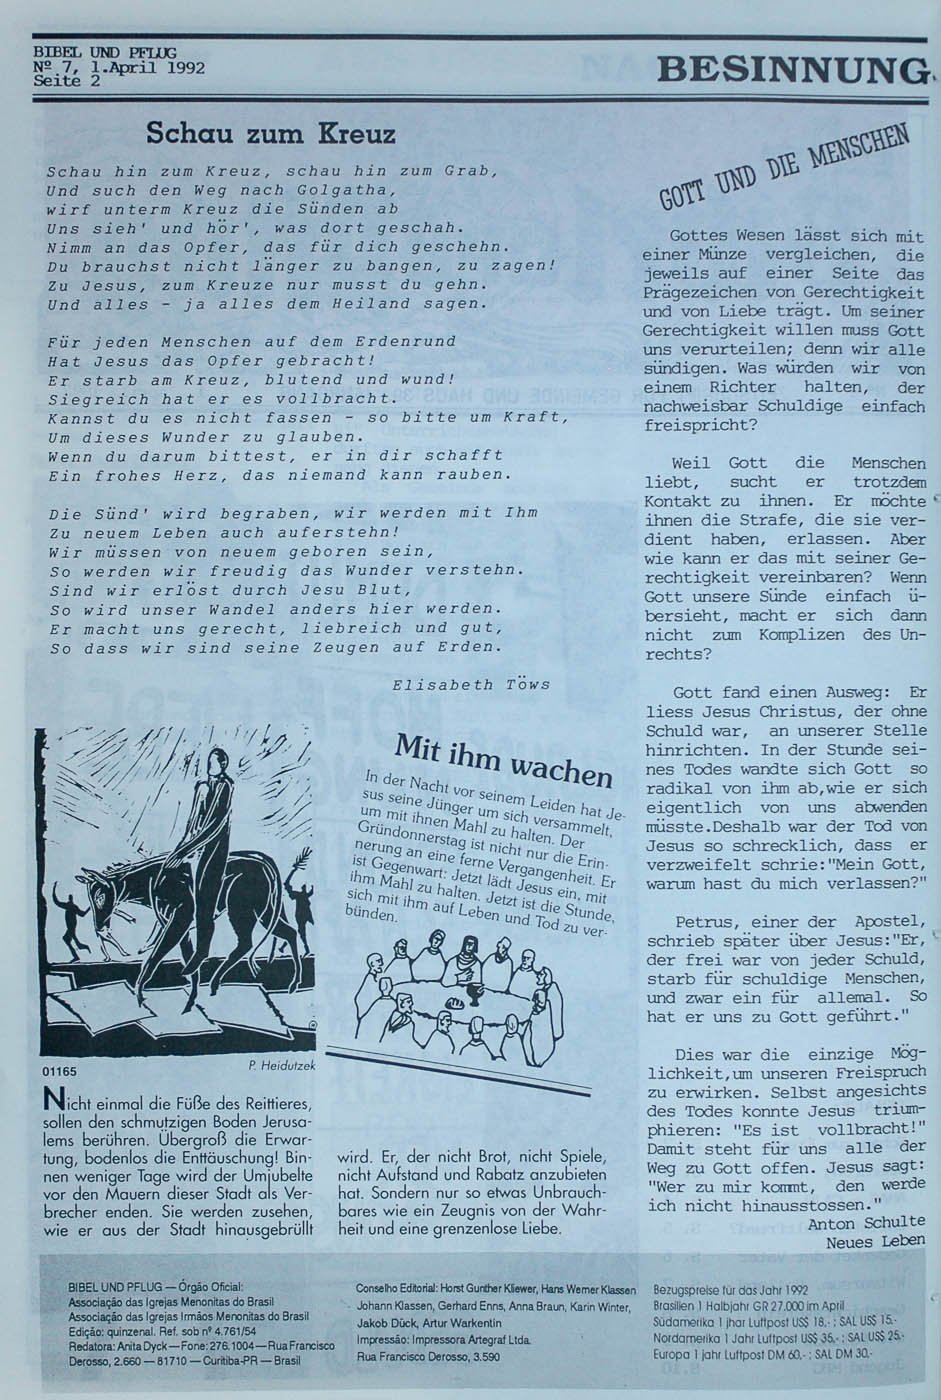 BIBEL UND PFLUG
Nº 7, 1.April 1992
Seite 2
BESINNUNG
Schau zum Kreuz
Schau hin zum Kreuz, schau hin zum Grab,
Und such den Weg nach Golgatha,
wirf unterm Kreuz die Sünden ab
Uns sieh' und hör', was dort geschah.
Nimm an das Opfer, das für dich geschehn.
Du brauchst nicht länger zu bangen, zu zagen!
Zu Jesus, zum Kreuze nur musst du gehn.
Und alles - ja alles dem Heiland sagen.
Für jeden Menschen auf dem Erdenrund
Hat Jesus das Opfer gebracht!
Er starb am Kreuz, blutend und wund!
Siegreich hat er es vollbracht.
Kannst du es nicht fassen - so bitte um Kraft,
Um dieses Wunder zu glauben.
Wenn du darum bittest, er in dir schafft
Ein frohes Herz, das niemand kann rauben.
Die Sünd' wird begraben, wir werden mit Ihm
Zu neuem Leben auch auferstehn!
Wir müssen von neuem geboren sein,
So werden wir freudig das Wunder verstehn.
Sind wir erlöst durch Jesu Blut,
So wird unser Wandel anders hier werden.
Er macht uns gerecht, liebreich und gut,
So dass wir sind seine Zeugen auf Erden.
Elisabeth Töws
Mit ihm wachen
In der Nacht vor seinem Leiden hat Je-
sus seine Jünger um sich versammelt,
um mit ihnen Mahl zu halten. Der
Gründonnerstag ist nicht nur die Erin-
nerung an eine ferne Vergangenheit. Er
ist Gegenwart: Jetzt lädt Jesus ein, mit
ihm Mahl zu halten. Jetzt ist die Stunde,
sich mit ihm auf Leben und Tod zu ver-
bünden.
01165
P. Heidutzek
Nicht einmal die Füße des Reittieres,
sollen den schmutzigen Boden Jerusa-
lems berühren. Übergroß die Erwar-
tung, bodenlos die Enttäuschung! Bin-
nen weniger Tage wird der Umjubelte
vor den Mauern dieser Stadt als Ver-
brecher enden. Sie werden zusehen,
wie er aus der Stadt hinausgebrüllt
wird. Er, der nicht Brot, nicht Spiele,
nicht Aufstand und Rabatz anzubieten
hat. Sondern nur so etwas Unbrauch-
bares wie ein Zeugnis von der Wahr-
heit und eine grenzenlose Liebe.
GOTT UND DIE MENSCHEN
Gottes Wesen lässt sich mit
einer Münze vergleichen, die
jeweils auf einer Seite das
Prägezeichen von Gerechtigkeit
und von Liebe trägt. Um seiner
Gerechtigkeit willen muss Gott
uns verurteilen; denn wir alle
sündigen. Was würden wir von
einem Richter halten, der
nachweisbar Schuldige einfach
freispricht?
Weil Gott die Menschen
liebt, sucht er trotzdem
Kontakt zu ihnen. Er möchte
ihnen die Strafe, die sie ver-
dient haben, erlassen. Aber
wie kann er das mit seiner Ge-
rechtigkeit vereinbaren? Wenn
Gott unsere Sünde einfach ü-
bersieht, macht er sich dann
nicht zum Komplizen des Un-
rechts?
Gott fand einen Ausweg: Er
liess Jesus Christus, der ohne
Schuld war, an unserer Stelle
hinrichten. In der Stunde sei-
nes Todes wandte sich Gott so
radikal von ihm ab,wie er sich
eigentlich von uns abwenden
müsste.Deshalb war der Tod von
Jesus so schrecklich, dass er
verzweifelt schrie:"Mein Gott,
warum hast du mich verlassen?"
Petrus, einer der Apostel,
schrieb später über Jesus:"Er,
der frei war von jeder Schuld,
starb für schuldige Menschen,
und zwar ein für allemal. So
hat er uns zu Gott geführt."
Dies war die einzige Mög-
lichkeit,um unseren Freispruch
zu erwirken. Selbst angesichts
des Todes konnte Jesus trium-
phieren: "Es ist vollbracht!"
Damit steht für uns alle der
Weg zu Gott offen. Jesus sagt:
"Wer zu mir kommt, den werde
ich nicht hinausstossen."
Anton Schulte
Neues Leben
BIBEL UND PFLUG — Órgão Oficial:
Associação das Igrejas Menonitas do Brasil
Associação das Igrejas Irmãos Menonitas do Brasil
Edição: quinzenal. Ref. sob nº 4.761/54
Redatora: Anita Dyck — Fone: 276.1004 — Rua Francisco
Derosso, 2.660 — 81710 — Curitiba-PR — Brasil
Conselho Editorial: Horst Gunther Kliewer, Hans Werner Klassen
Johann Klassen, Gerhard Enns, Anna Braun, Karin Winter,
Jakob Dück, Artur Warkentin
Impressão: Impressora Artegraf Ltda.
Rua Francisco Derosso, 3.590
Bezugspreise für das Jahr 1992
Brasilien 1 Halbjahr GR 27.000 im April
Südamerika 1 jhar Luftpost US$ 18,- ; SAL US$ 15,-
Nordamerika 1 Jahr Luftpost US$ 35,- ; SAL US$ 25,-
Europa 1 jahr Luftpost DM 60,- ; SAL DM 30,-